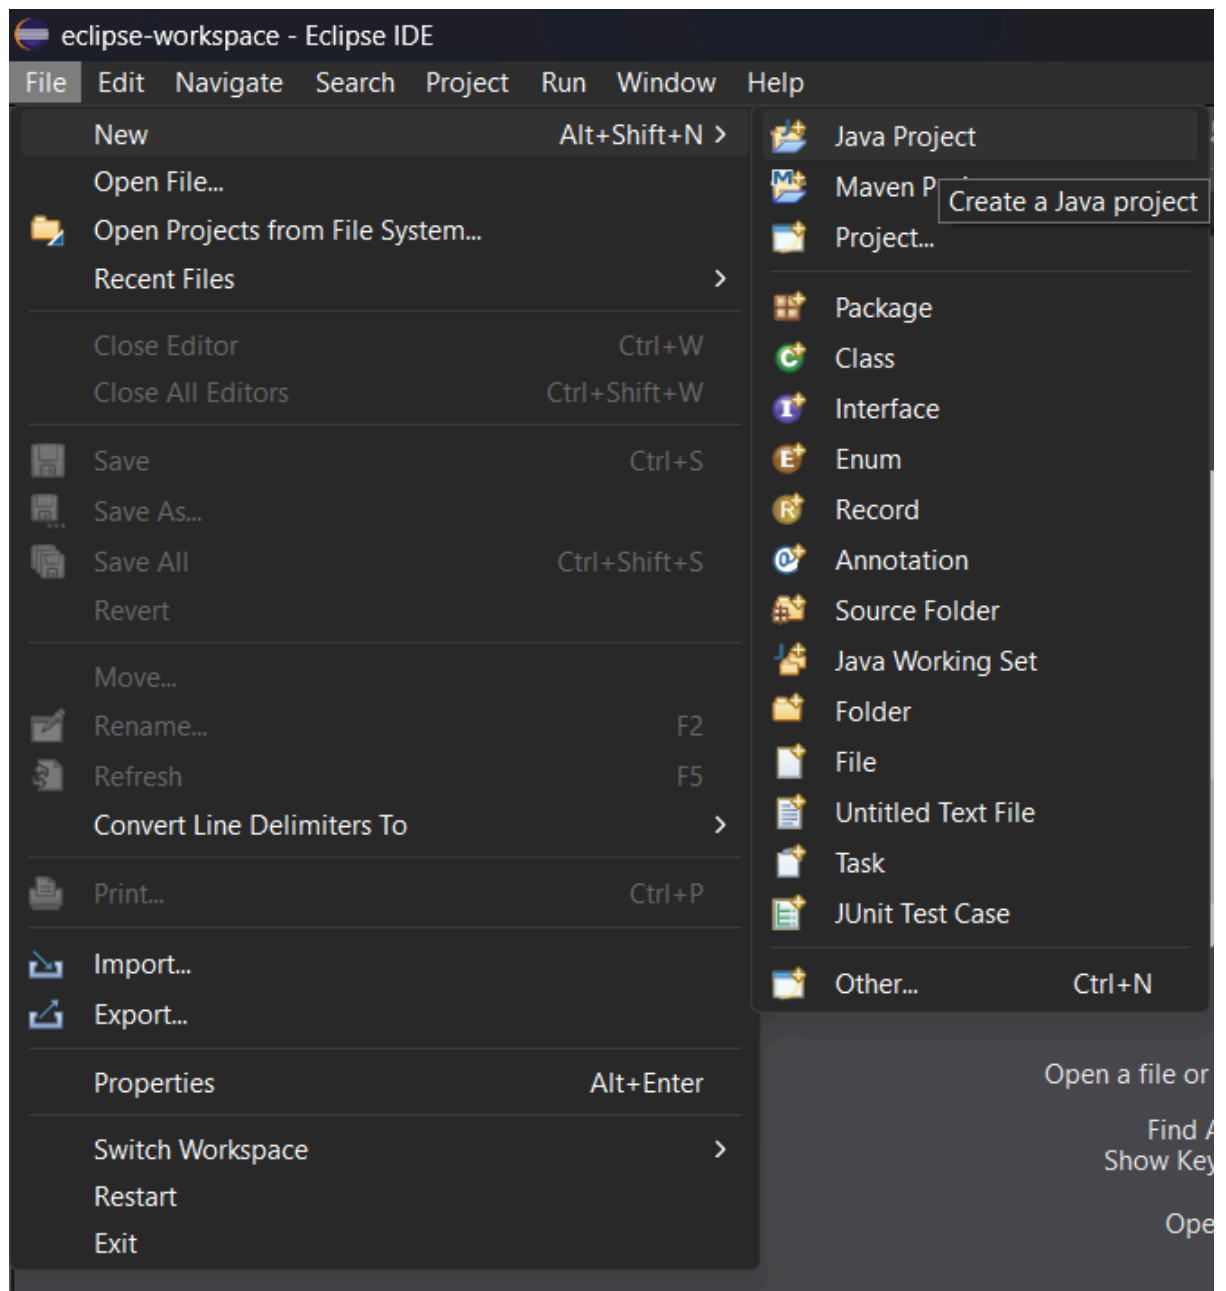 eclipse-workspace - Eclipse IDE
File Edit Navigate Search Project Run Window Help
New Alt+Shift+N >
Open File...
Open Projects from File System...
Recent Files >
Close Editor Ctrl+W
Close All Editors Ctrl+Shift+W
Save Ctrl+S
Save As...
Save All Ctrl+Shift+S
Revert
Move...
Rename... F2
Refresh F5
Convert Line Delimiters To >
Print... Ctrl+P
Import...
Export...
Properties Alt+Enter
Switch Workspace >
Restart
Exit
Java Project
Maven P
Create a Java project
Project...
Package
Class
Interface
Enum
Record
Annotation
Source Folder
Java Working Set
Folder
File
Untitled Text File
Task
JUnit Test Case
Other... Ctrl+N
Open a file or
Find
Show Key
Ope